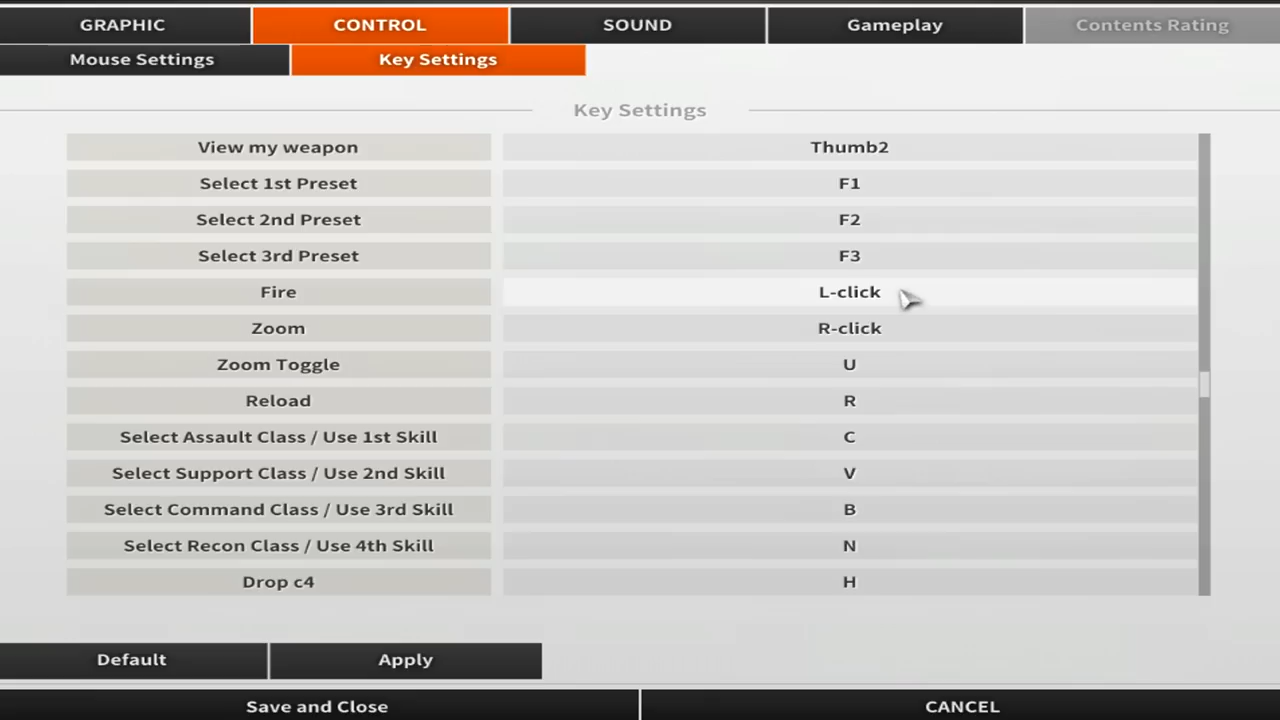 GRAPHIC CONTROL SOUND Gameplay Contents Rating
Mouse Settings Key Settings
Key Settings
View my weapon Thumb2
Select 1st Preset F1
Select 2nd Preset F2
Select 3rd Preset F3
Fire L-click
Zoom R-click
Zoom Toggle U
Reload R
Select Assault Class / Use 1st Skill C
Select Support Class / Use 2nd Skill V
Select Command Class / Use 3rd Skill B
Select Recon Class / Use 4th Skill N
Drop c4 H
Default Apply
Save and Close CANCEL